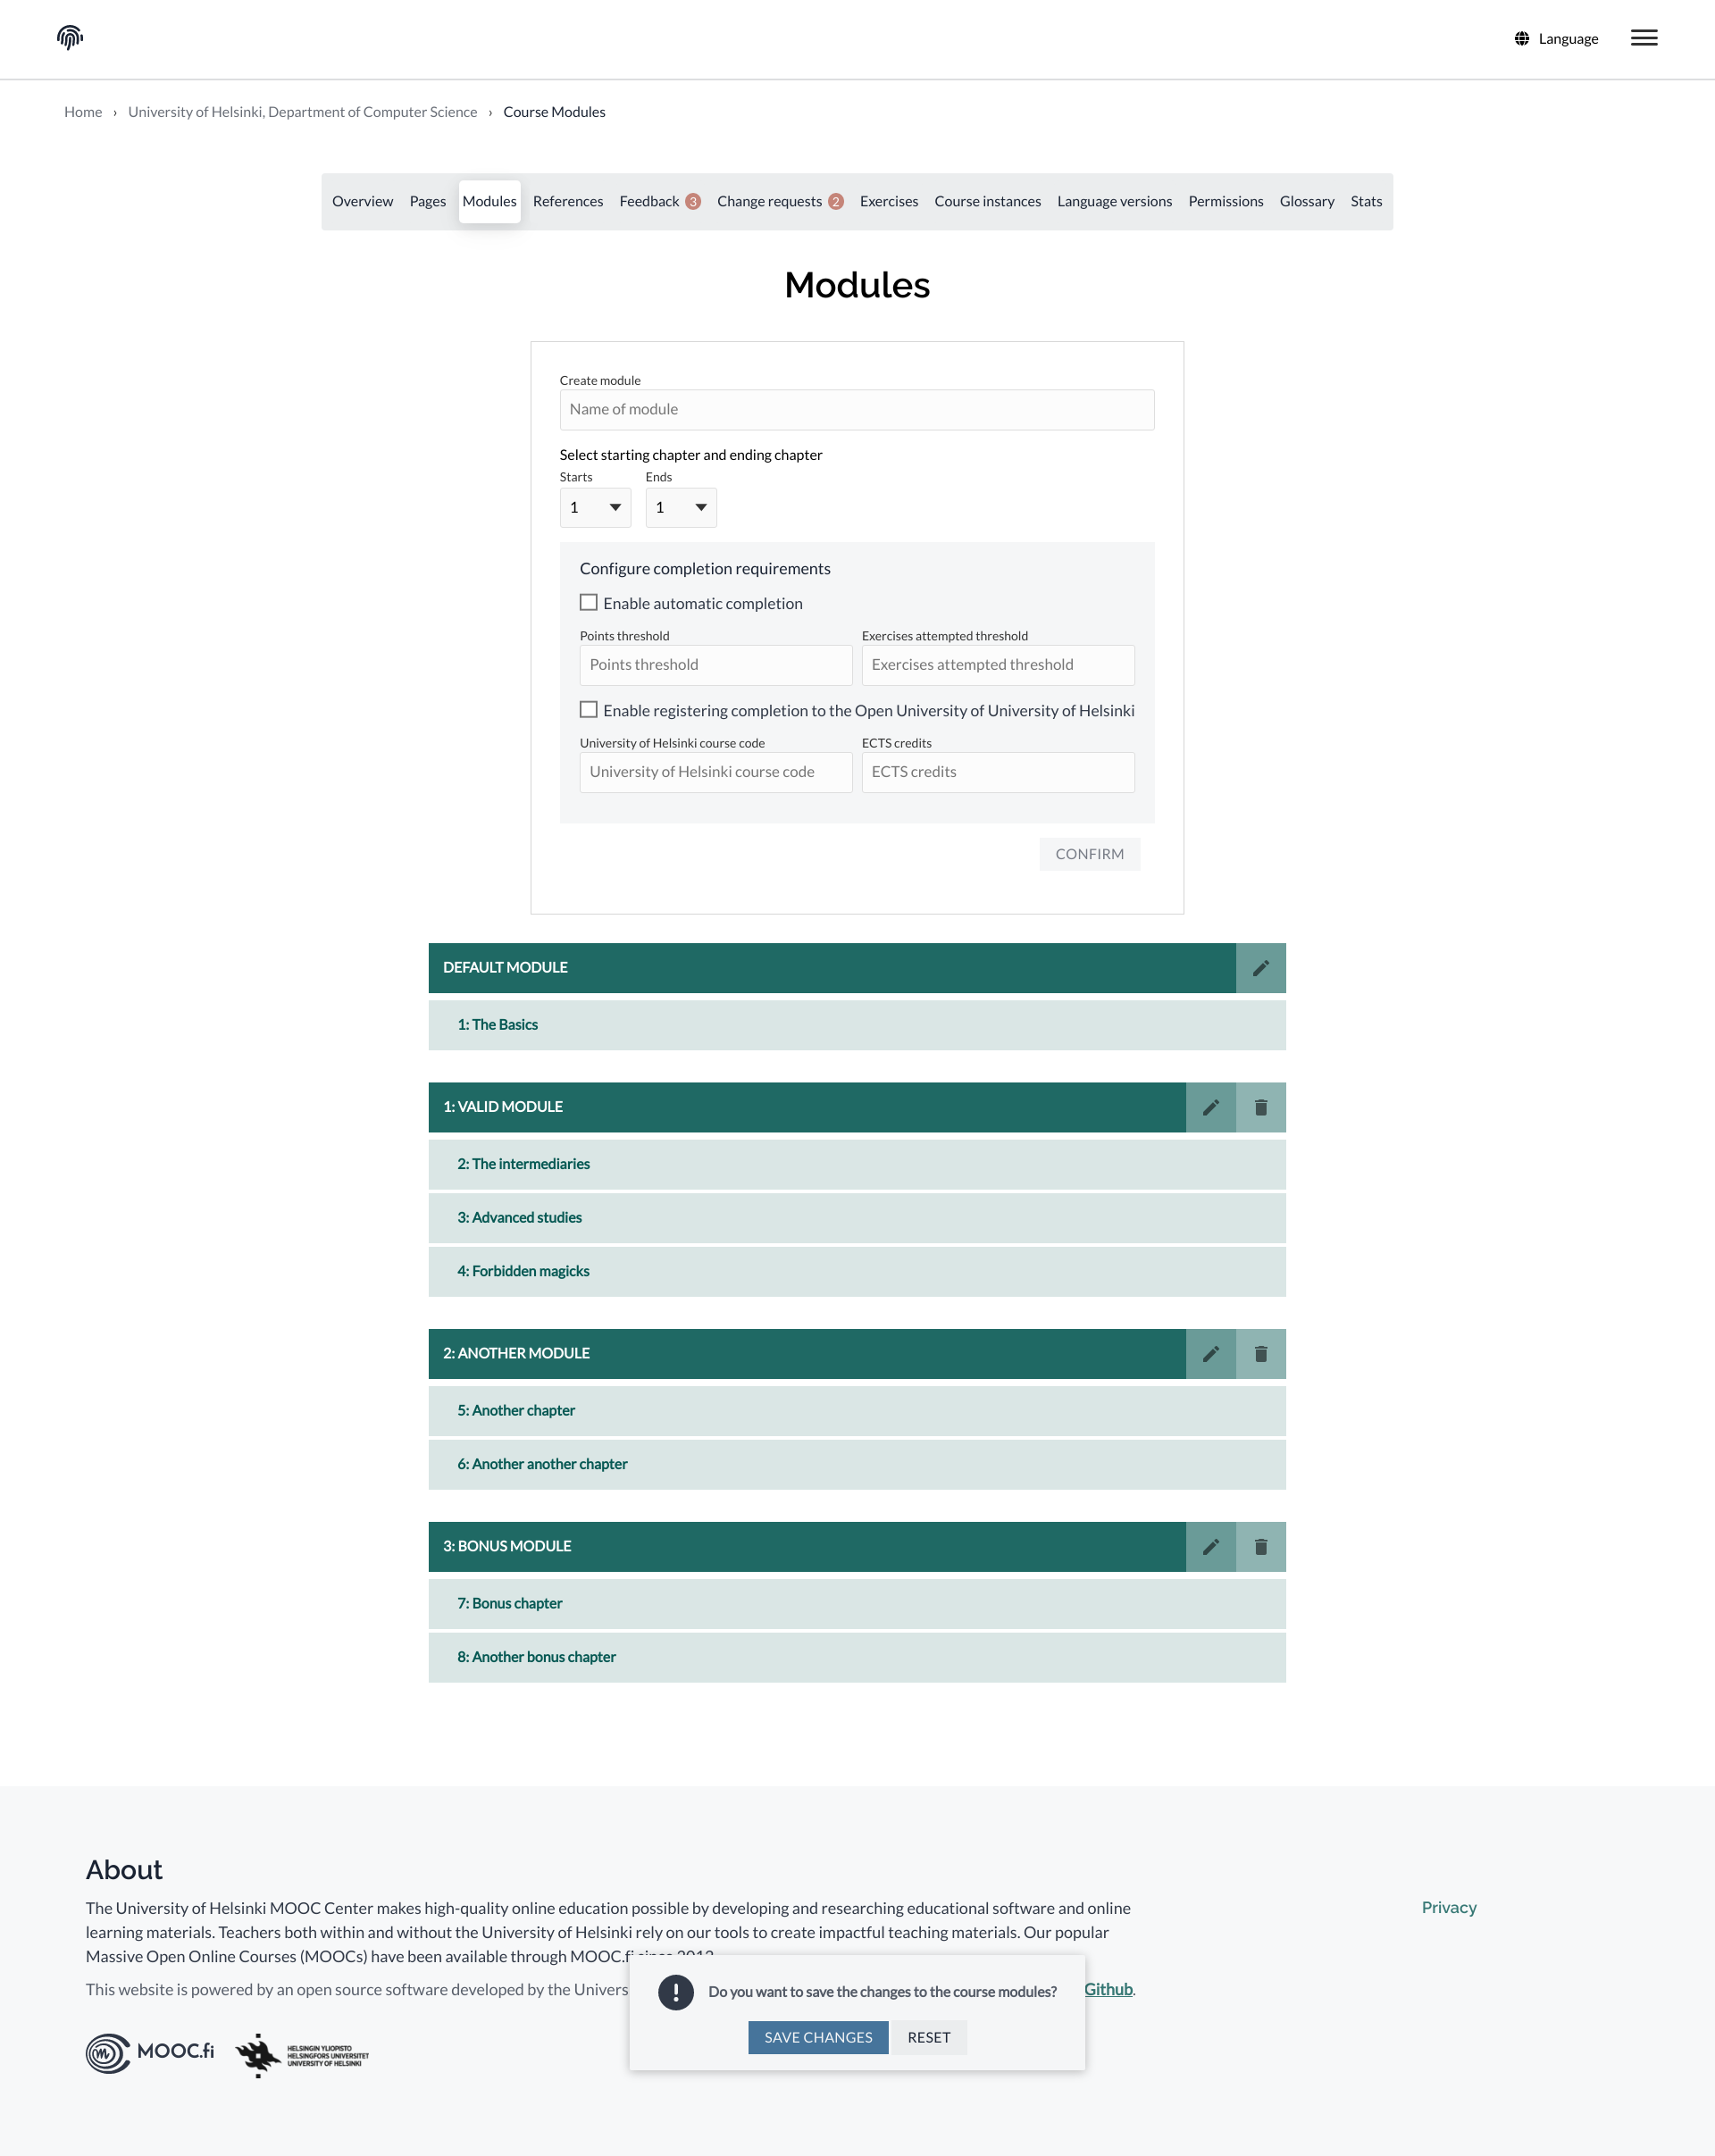 Language
Home › University of Helsinki, Department of Computer Science › Course Modules
Overview Pages Modules References Feedback 3 Change requests 2 Exercises Course instances Language versions Permissions Glossary Stats
Modules
Create module
Name of module
Select starting chapter and ending chapter
Starts Ends
1 1
Configure completion requirements
Enable automatic completion
Points threshold Exercises attempted threshold
Points threshold Exercises attempted threshold
Enable registering completion to the Open University of University of Helsinki
University of Helsinki course code ECTS credits
University of Helsinki course code ECTS credits
CONFIRM
DEFAULT MODULE
1: The Basics
1: VALID MODULE
2: The intermediaries
3: Advanced studies
4: Forbidden magicks
2: ANOTHER MODULE
5: Another chapter
6: Another another chapter
3: BONUS MODULE
7: Bonus chapter
8: Another bonus chapter
About
The University of Helsinki MOOC Center makes high-quality online education possible by developing and researching educational software and online
learning materials. Teachers both within and without the University of Helsinki rely on our tools to create impactful teaching materials. Our popular
Massive Open Online Courses (MOOCs) have been available through MOOC.fi since 2012.
Privacy
This website is powered by an open source software developed by the Github.
Do you want to save the changes to the course modules?
SAVE CHANGES RESET
MOOC.fi
HELSINGIN YLIOPISTO
HELSINGFORS UNIVERSITET
UNIVERSITY OF HELSINKI